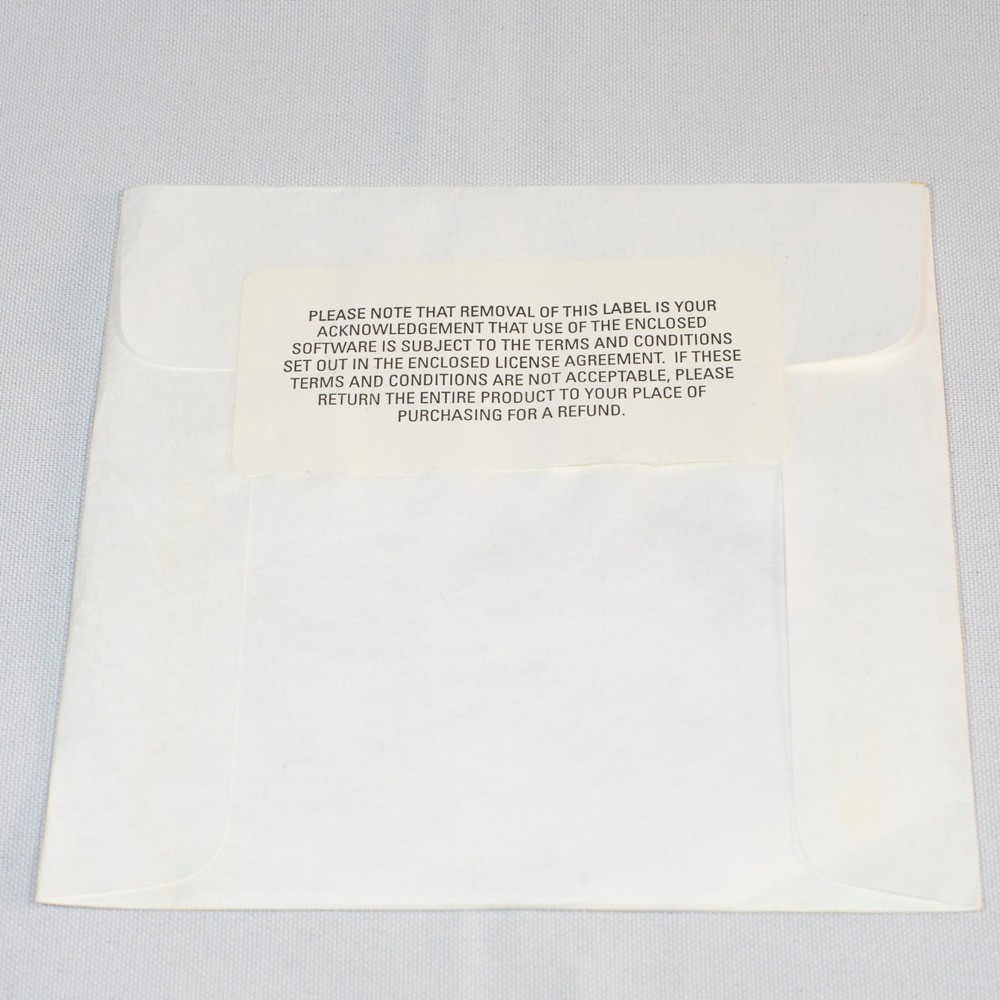 PLEASE NOTE THAT REMOVAL OF THIS LABEL IS YOUR
ACKNOWLEDGEMENT THAT USE OF THE ENCLOSED
SOFTWARE IS SUBJECT TO THE TERMS AND CONDITIONS
SET OUT IN THE ENCLOSED LICENSE AGREEMENT. IF THESE
TERMS AND CONDITIONS ARE NOT ACCEPTABLE, PLEASE
RETURN THE ENTIRE PRODUCT TO YOUR PLACE OF
PURCHASING FOR A REFUND.